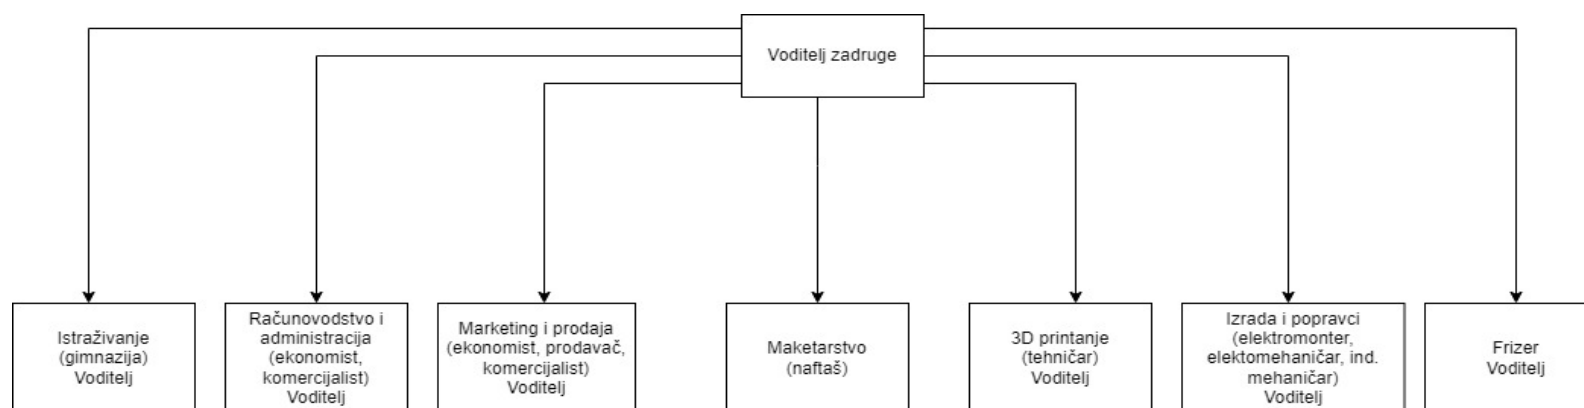 Voditelj zadruge
Istraživanje
(gimnazija)
Voditelj
Računovodstvo i
administracija
(ekonomist,
komercijalist)
Voditelj
Marketing i prodaja
(ekonomist, prodavač,
komercijalist)
Voditelj
Maketarstvo
(naftaš)
3D printanje
(tehničar)
Voditelj
Izrada i popravci
(elektromonter,
elektomehaničar, ind.
mehaničar)
Voditelj
Frizer
Voditelj